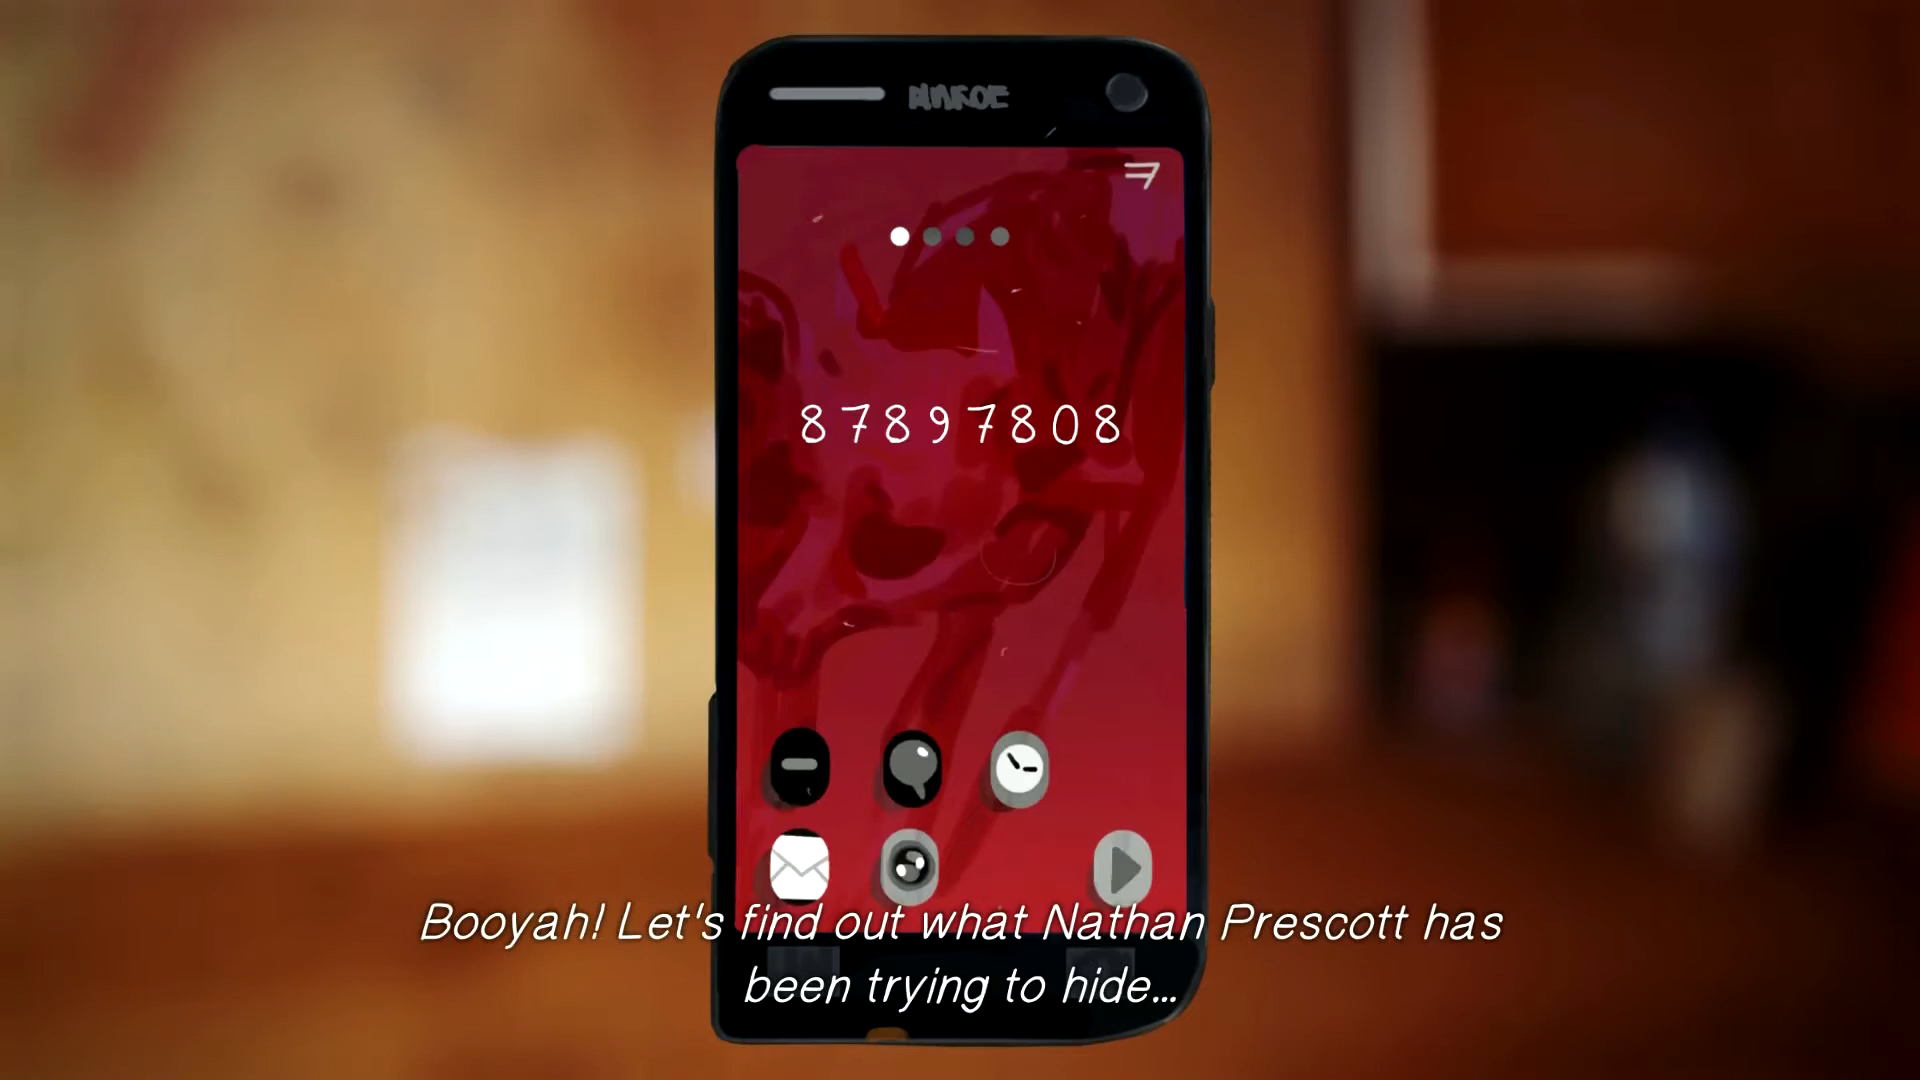 87897808
Booyah! Let's find out what Nathan Prescott has
been trying to hide...